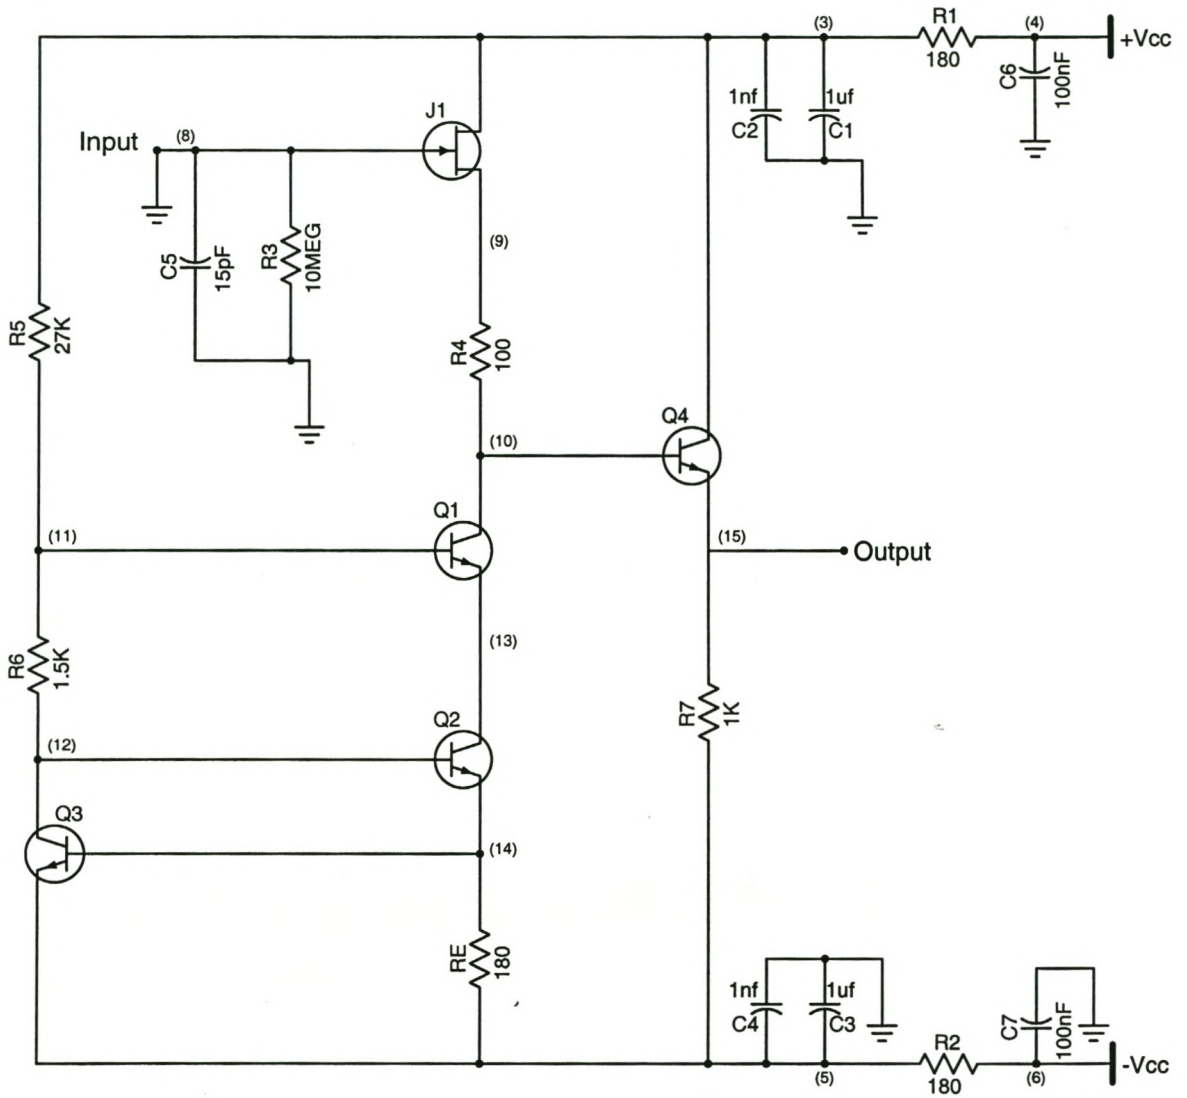 R1
(3)
(4)
+Vcc
180
C6
100nF
1nf
1uf
C2
C1
J1
Input
(8)
(9)
C5
15pF
R3
10MEG
R5
27K
R4
100
Q4
(10)
Q1
(11)
(15)
Output
(13)
R6
1.5K
R7
1K
Q2
(12)
Q3
(14)
RE
180
1nf
1uf
C4
C3
C7
100nF
R2
180
(5)
(6)
-Vcc